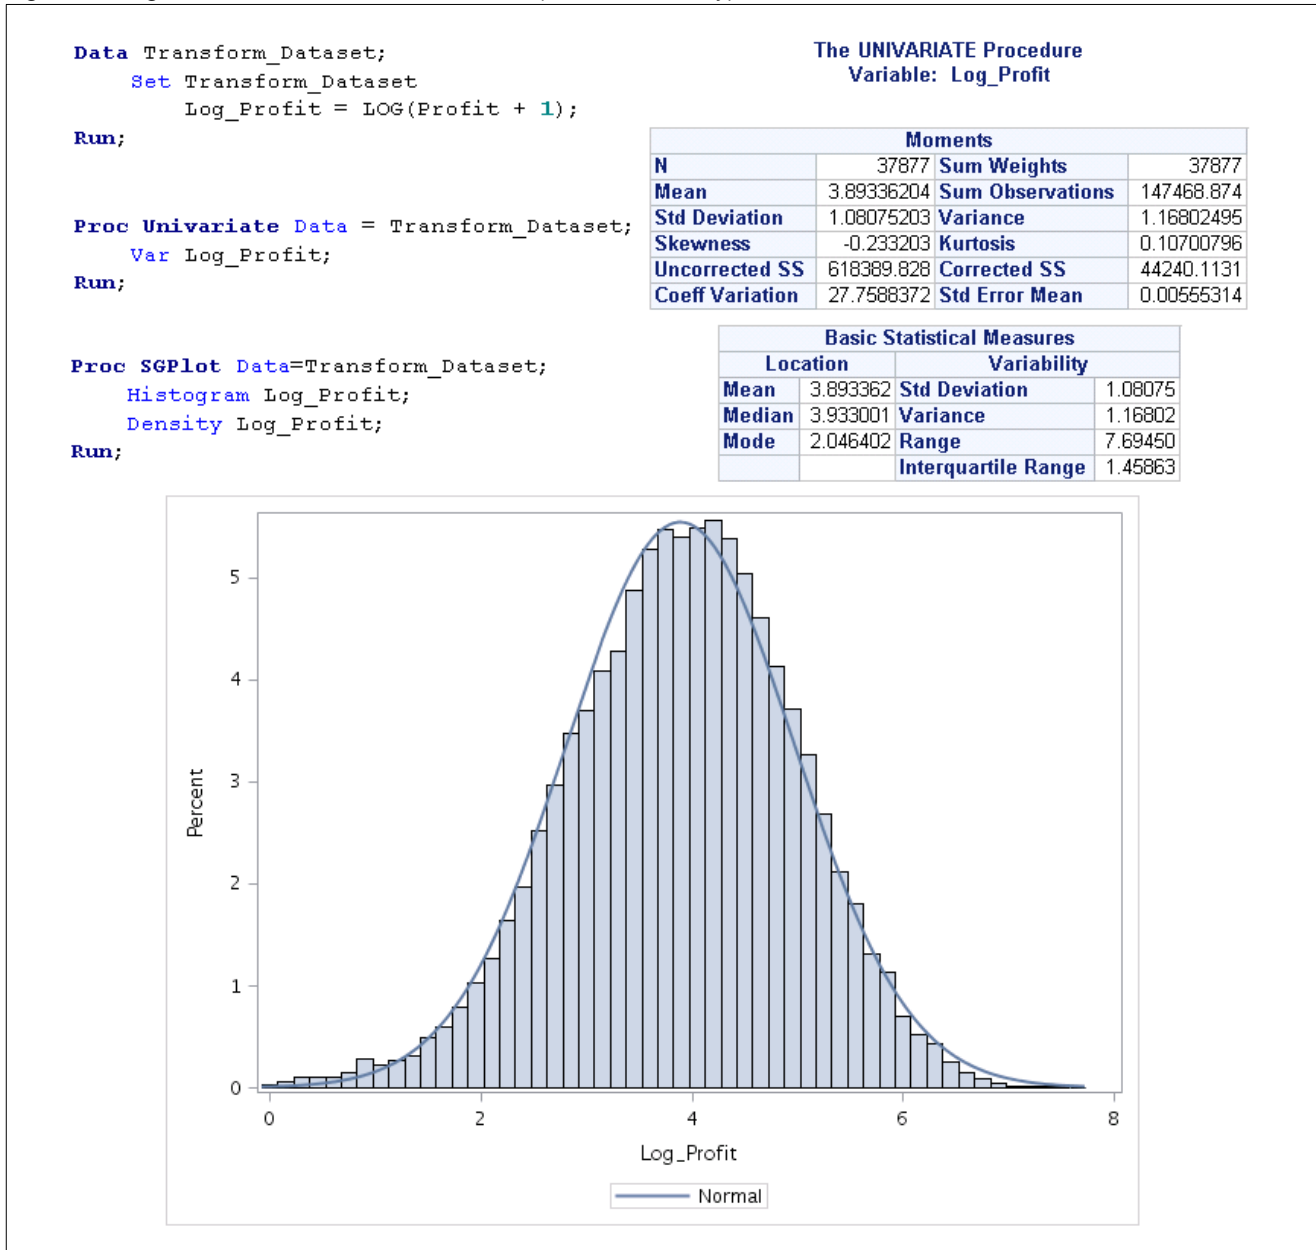 Data Transform_Dataset;
Set Transform_Dataset
Log_Profit = LOG(Profit + 1);
Run;
Proc Univariate Data = Transform_Dataset;
Var Log_Profit;
Run;
Proc SGPlot Data=Transform_Dataset;
Histogram Log_Profit;
Density Log_Profit;
Run;
The UNIVARIATE Procedure
Variable: Log_Profit
Moments
N 37877 Sum Weights 37877
Mean 3.89336204 Sum Observations 147468.874
Std Deviation 1.08075203 Variance 1.16802495
Skewness -0.233203 Kurtosis 0.10700796
Uncorrected SS 618389.828 Corrected SS 44240.1131
Coeff Variation 27.7588372 Std Error Mean 0.00555314
Basic Statistical Measures
Location Variability
Mean 3.893362 Std Deviation 1.08075
Median 3.933001 Variance 1.16802
Mode 2.046402 Range 7.69450
Interquartile Range 1.45863
Percent
5
4
3
2
1
0
0 2 4 6 8
Log_Profit
Normal